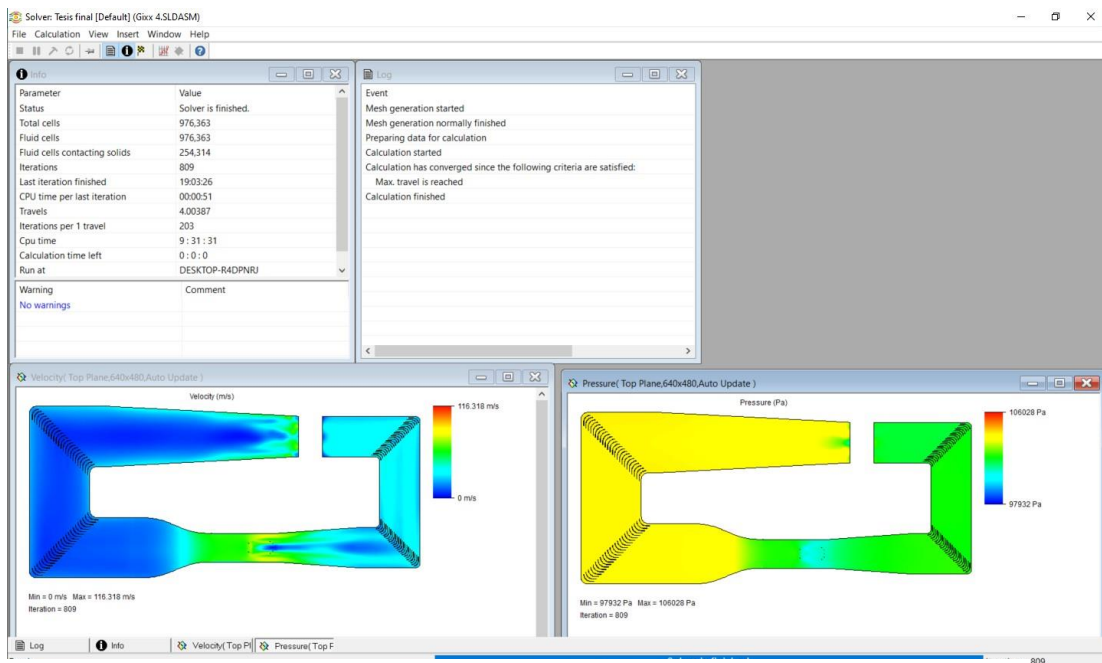 Solver: Tesis final [Default] (Gixx 4.SLDASM)
File Calculation View Insert Window Help
Info
Parameter Value
Status Solver is finished.
Total cells 976,363
Fluid cells 976,363
Fluid cells contacting solids 254,314
Iterations 809
Last iteration finished 19:03:26
CPU time per last iteration 00:00:51
Travels 4.00387
Iterations per 1 travel 203
Cpu time 9 : 31 : 31
Calculation time left 0 : 0 : 0
Run at DESKTOP-R4DPNRJ
Warning Comment
No warnings
Log
Event
Mesh generation started
Mesh generation normally finished
Preparing data for calculation
Calculation started
Calculation has converged since the following criteria are satisfied:
Max. travel is reached
Calculation finished
Velocity( Top Plane,640x480,Auto Update )
Velocity (m/s)
116.318 m/s
0 m/s
Min = 0 m/s Max = 116.318 m/s
Iteration = 809
Pressure( Top Plane,640x480,Auto Update )
Pressure (Pa)
106028 Pa
97932 Pa
Min = 97932 Pa Max = 106028 Pa
Iteration = 809
Log Info Velocity( Top Pl Pressure( Top F
809